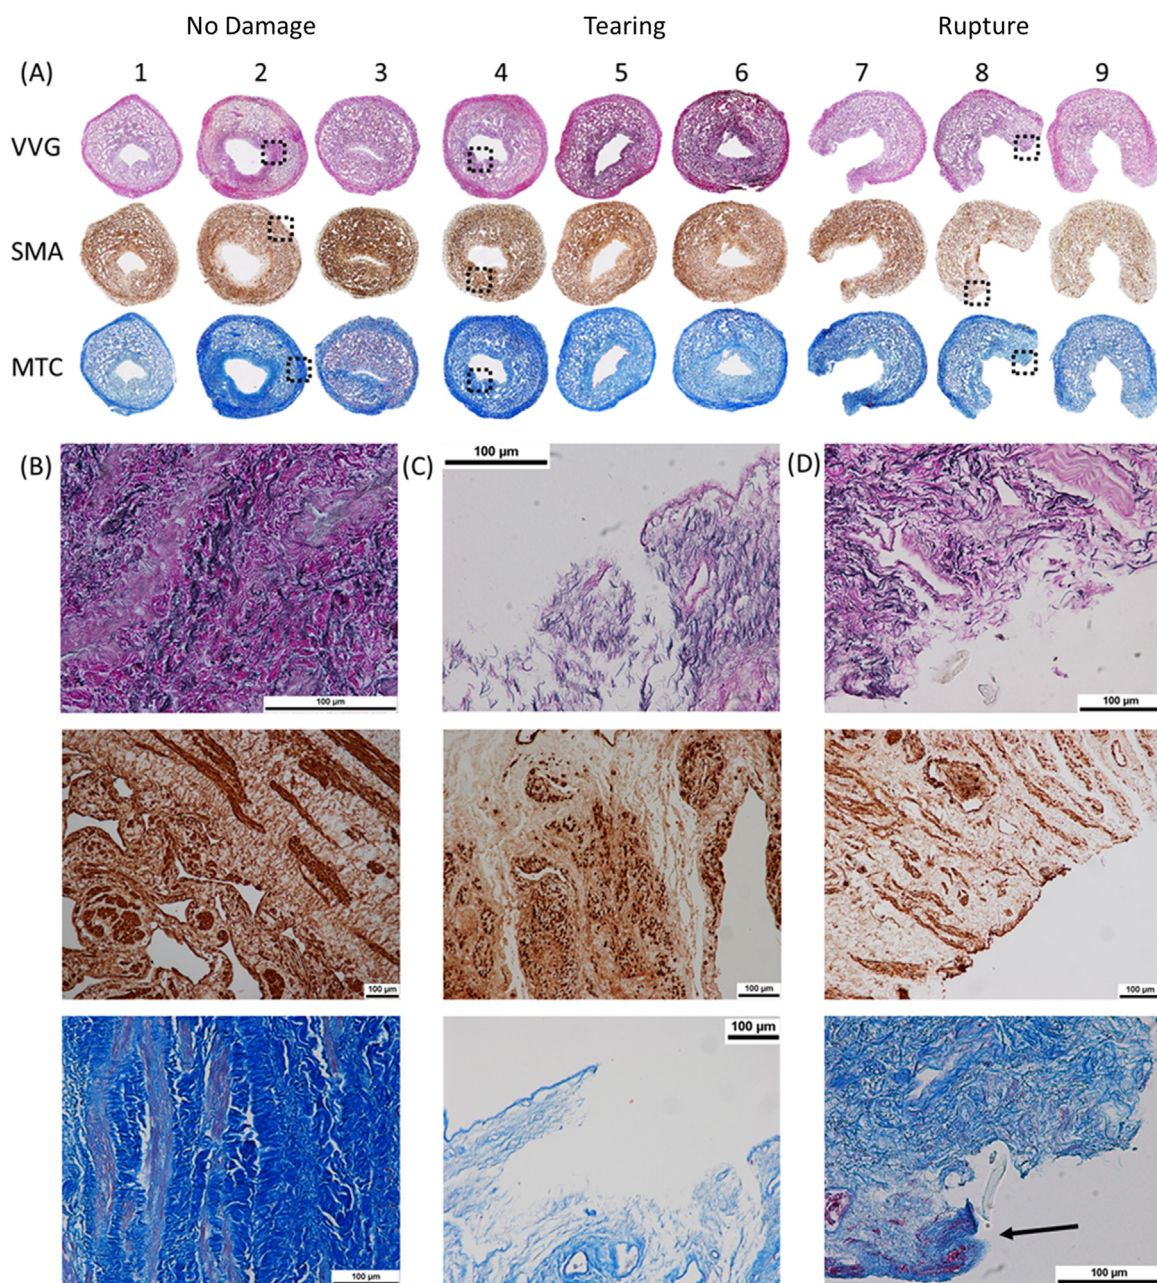 No Damage Tearing Rupture
(A) 1 2 3 4 5 6 7 8 9
VVG
SMA
MTC
(B) (C) 100 µm (D)
100 µm 100 µm
100 µm 100 µm 100 µm
100 µm
100 µm 100 µm